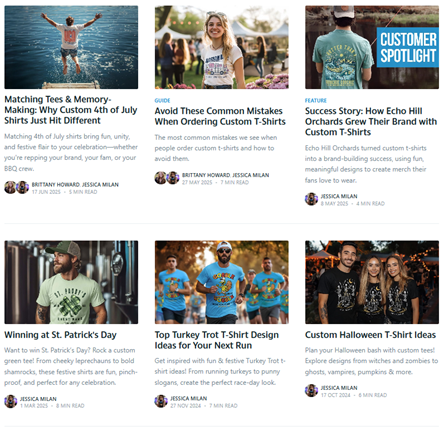 CUSTOMER
SPOTLIGHT
Matching Tees & Memory-
Making: Why Custom 4th of July
Shirts Just Hit Different
Matching 4th of July shirts bring fun, unity,
and festive flair to your celebration—whether
you're repping your brand, your fam, or your
BBQ crew.
BRITTANY HOWARD, JESSICA MILAN
17 JUN 2025 • 5 MIN READ
GUIDE
Avoid These Common Mistakes
When Ordering Custom T-Shirts
The most common mistakes we see when
people order custom t-shirts and how to
avoid them.
BRITTANY HOWARD, JESSICA MILAN
27 MAY 2025 • 7 MIN READ
FEATURE
Success Story: How Echo Hill
Orchards Grew Their Brand with
Custom T-Shirts
Echo Hill Orchards turned custom t-shirts
into a brand-building success, using fun,
meaningful designs to create merch their
fans love to wear.
JESSICA MILAN
8 MAY 2025 • 4 MIN READ
ST. PADDY'S
Winning at St. Patrick's Day
Want to win St. Patrick's Day? Rock a custom
green tee! From cheeky leprechauns to bold
shamrocks, these festive shirts are fun, pinch-
proof, and perfect for any celebration.
JESSICA MILAN
1 MAR 2025 • 8 MIN READ
Top Turkey Trot T-Shirt Design
Ideas for Your Next Run
Get inspired with fun & festive Turkey Trot t-
shirt ideas! From running turkeys to punny
slogans, create the perfect race-day look.
JESSICA MILAN
27 NOV 2024 • 7 MIN READ
Custom Halloween T-Shirt Ideas
Plan your Halloween bash with custom tees!
Explore designs from witches and zombies to
ghosts, vampires, pumpkins & more.
JESSICA MILAN
17 OCT 2024 • 8 MIN READ